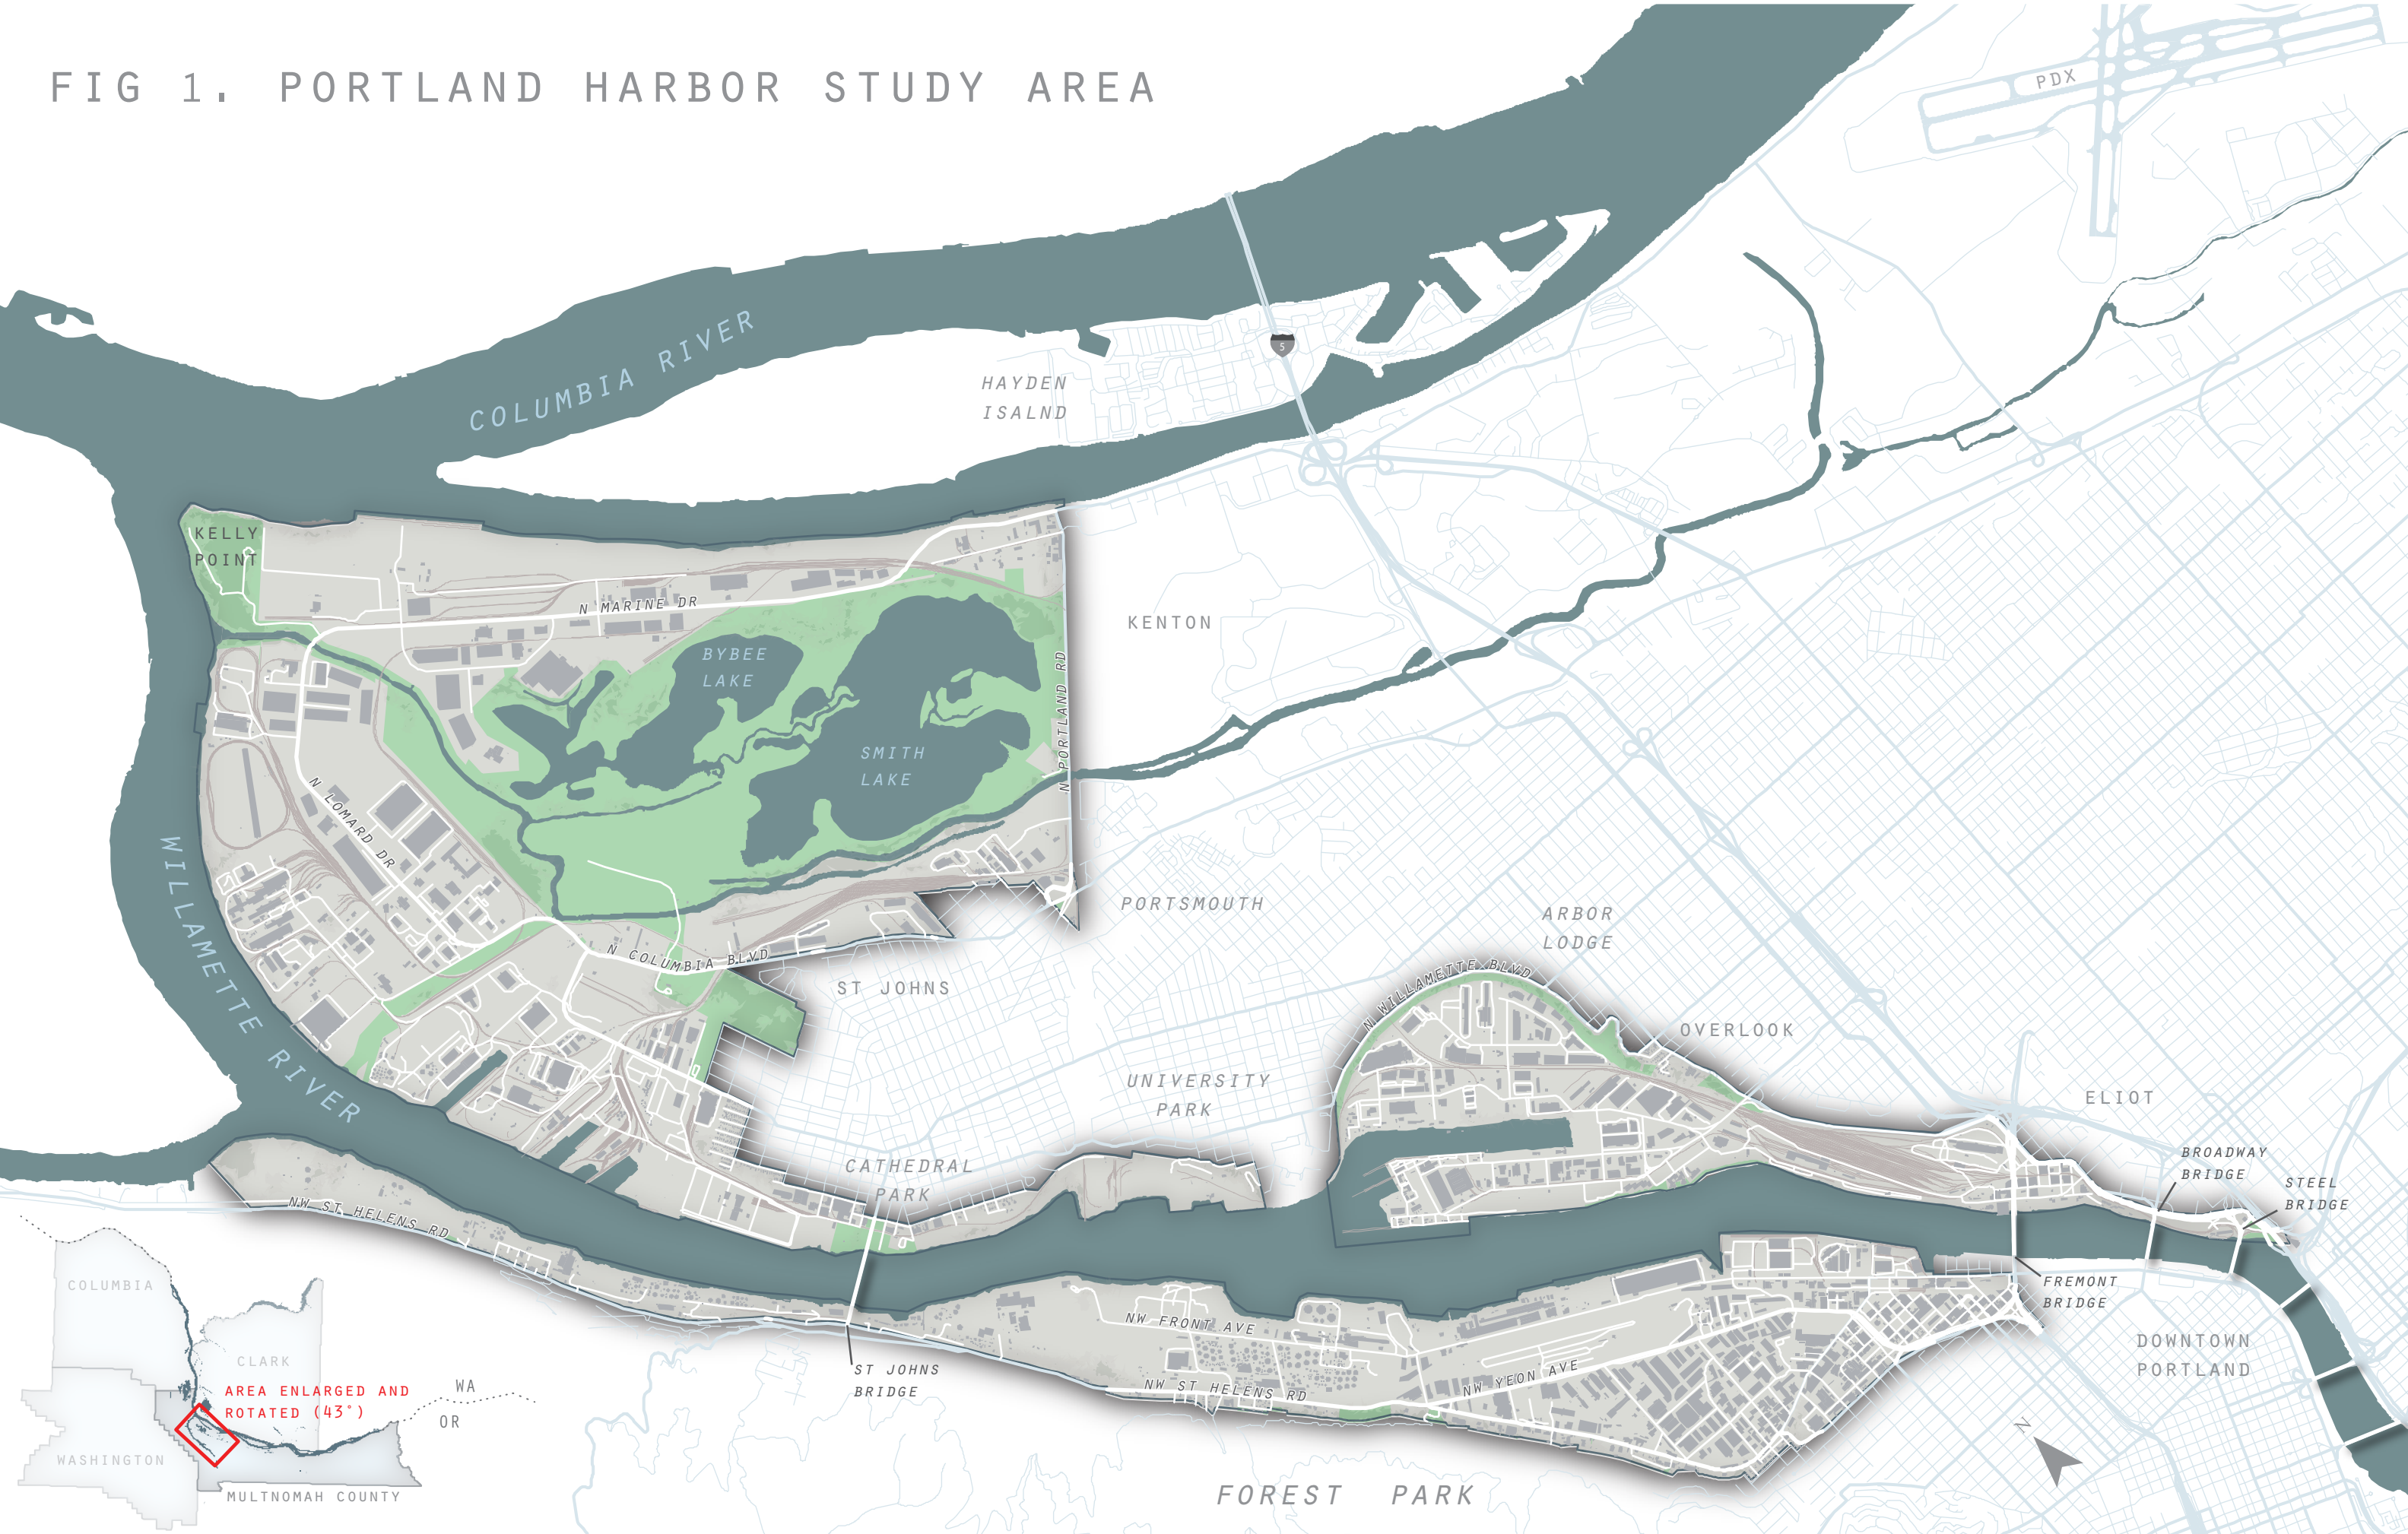 FIG 1. PORTLAND HARBOR STUDY AREA
PDX
COLUMBIA RIVER
5
HAYDEN
ISALND
KELLY
POINT
N MARINE DR
KENTON
BYBEE
LAKE
SMITH
LAKE
N PORTLAND RD
N LOMARD DR
WILLAMETTE RIVER
PORTSMOUTH
ARBOR
LODGE
N COLUMBIA BLVD
ST JOHNS
N WILLAMETTE BLVD
OVERLOOK
UNIVERSITY
PARK
ELIOT
CATHEDRAL
PARK
BROADWAY
BRIDGE
STEEL
BRIDGE
NW ST HELENS RD
FREMONT
BRIDGE
NW FRONT AVE
DOWNTOWN
PORTLAND
ST JOHNS
BRIDGE
NW YEON AVE
NW ST HELENS RD
COLUMBIA
CLARK
AREA ENLARGED AND
ROTATED (43°)
WA
OR
WASHINGTON
MULTNOMAH COUNTY
N
FOREST PARK